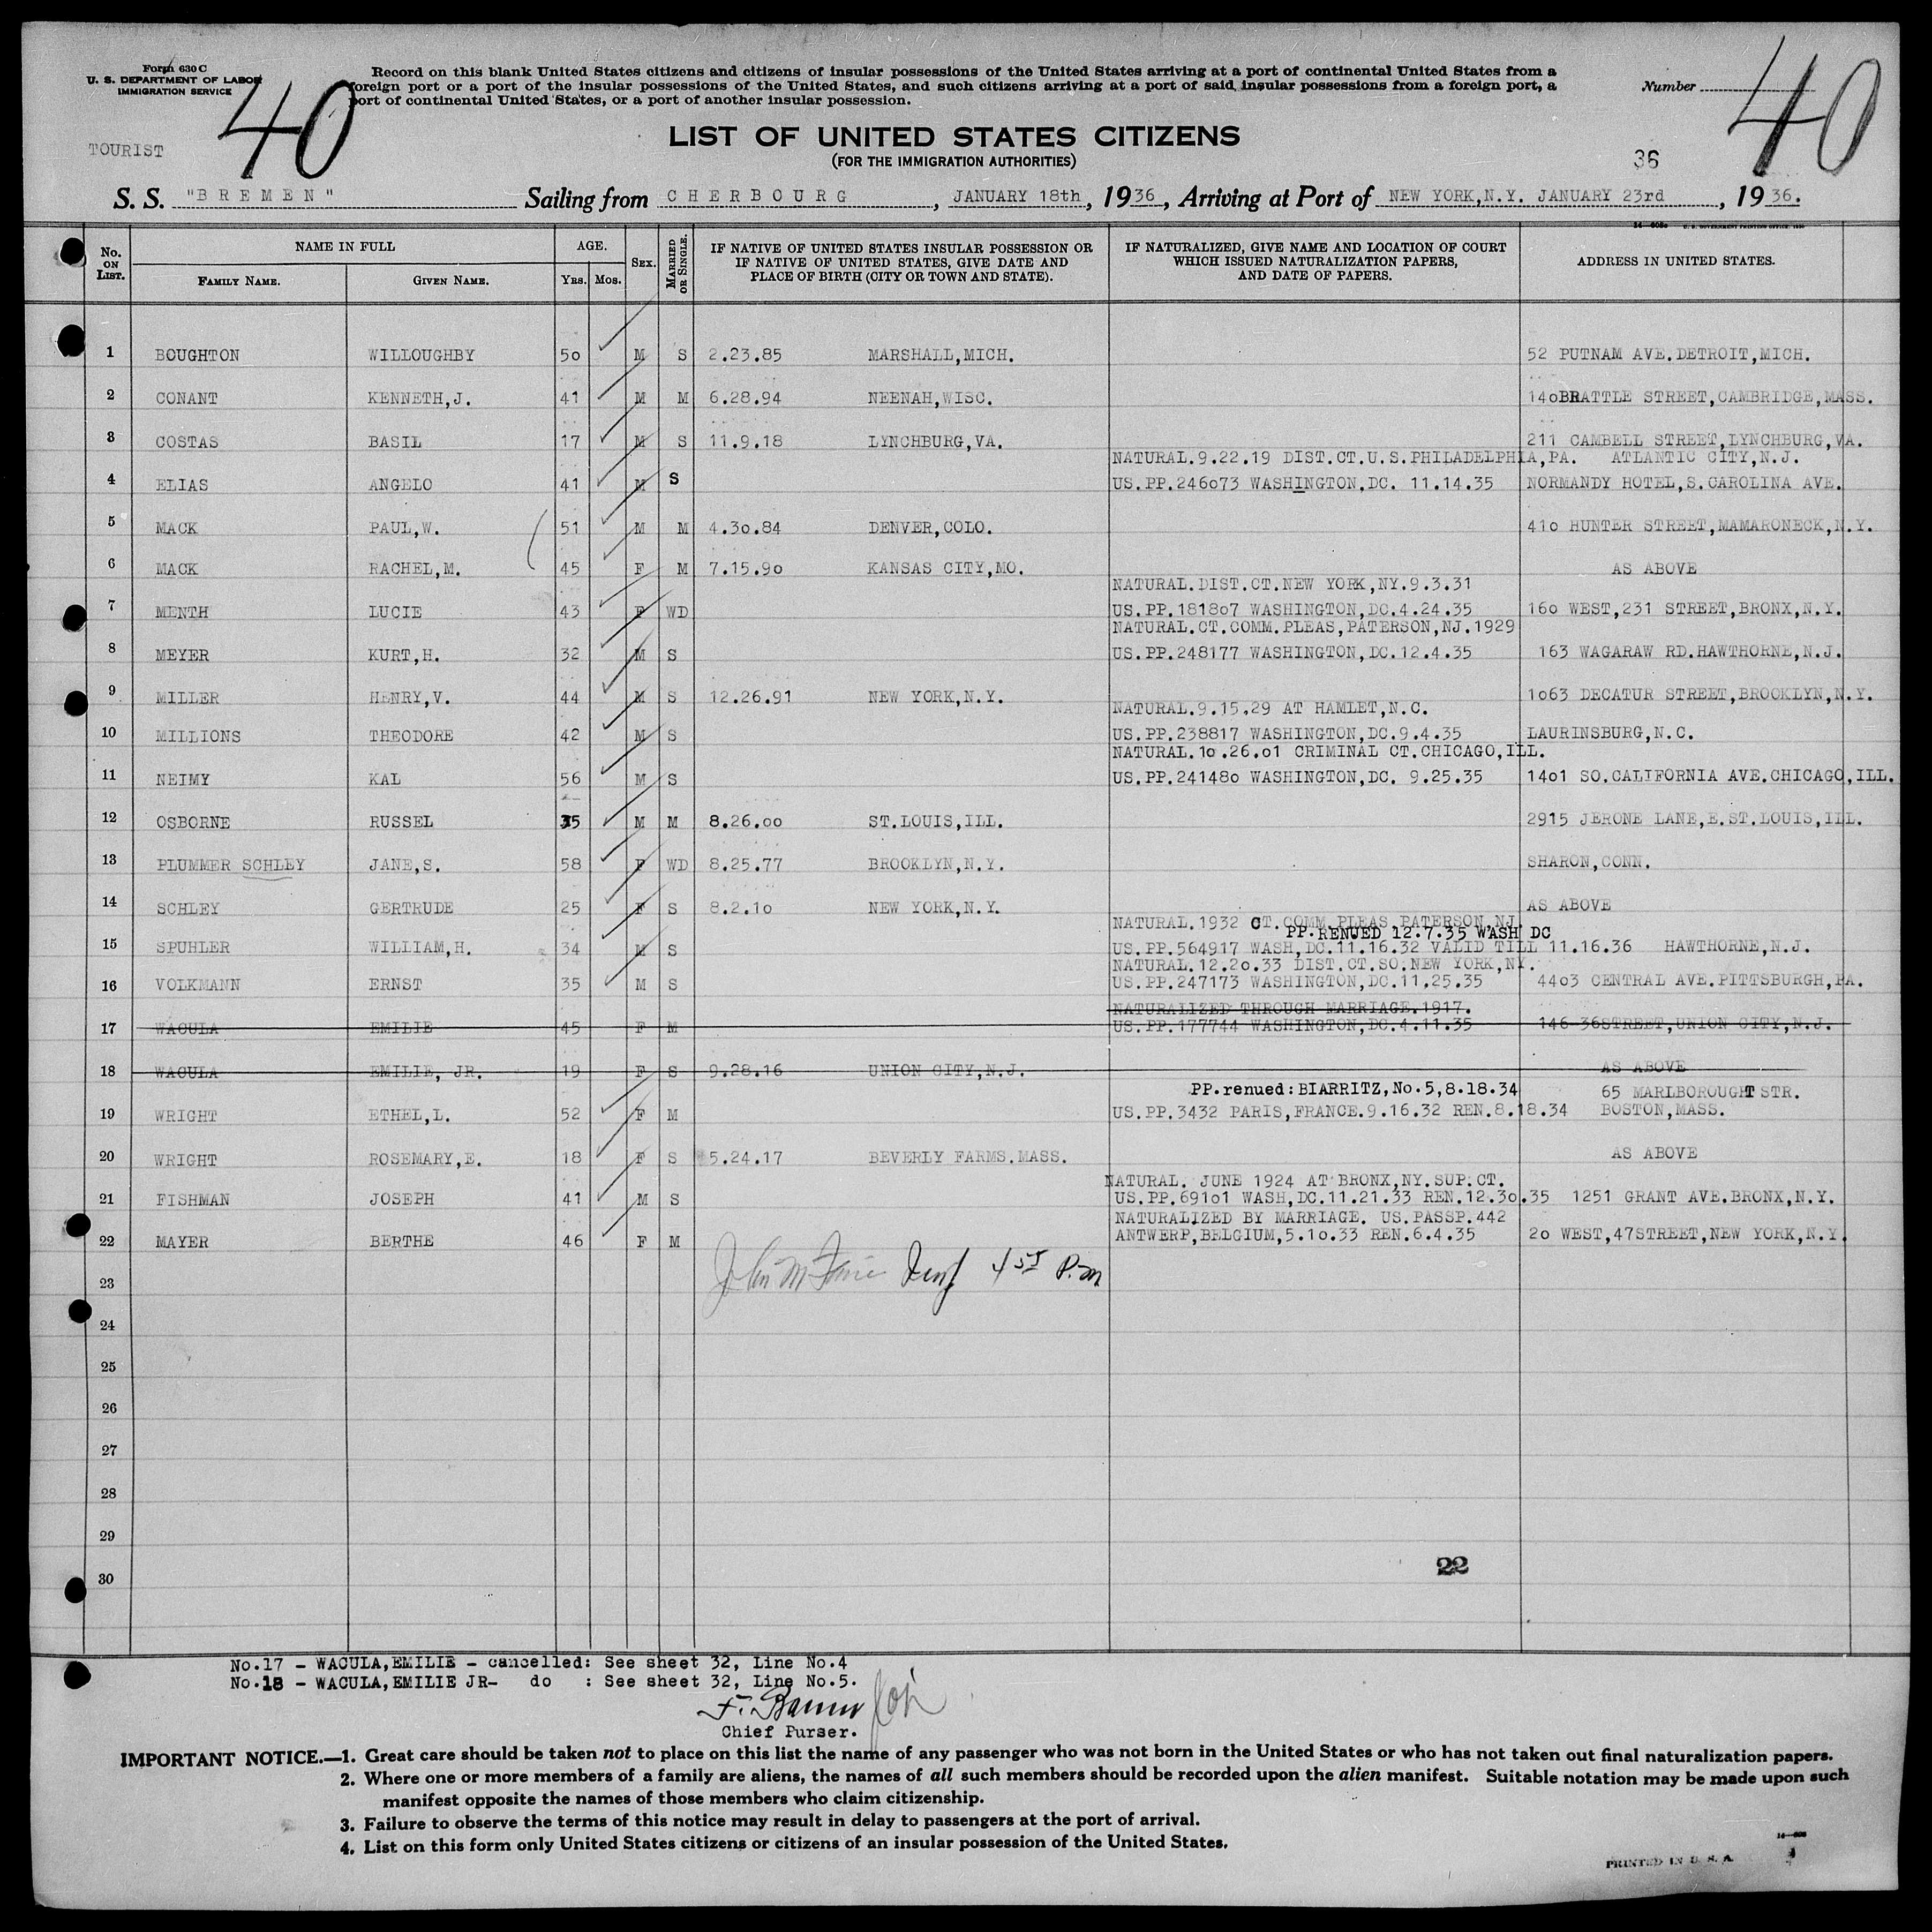 Form 630 C
U. S. DEPARTMENT OF LABOR
IMMIGRATION SERVICE
40
Record on this blank United States citizens and citizens of insular possessions of the United States arriving at a port of continental United States from a
foreign port or a port of the insular possessions of the United States, and such citizens arriving at a port of said insular possessions from a foreign port, a
port of continental United States, or a port of another insular possession.
Number
40
LIST OF UNITED STATES CITIZENS
(FOR THE IMMIGRATION AUTHORITIES)
TOURIST
36
S. S. "BREMEN" Sailing from CHERBOURG, JANUARY 18th, 1936, Arriving at Port of NEW YORK,N.Y. JANUARY 23rd, 1936.
No. ON LIST. NAME IN FULL FAMILY NAME. GIVEN NAME. AGE. YRS. MOS. SEX. MARRIED OR SINGLE. IF NATIVE OF UNITED STATES INSULAR POSSESSION OR IF NATIVE OF UNITED STATES, GIVE DATE AND PLACE OF BIRTH (CITY OR TOWN AND STATE). IF NATURALIZED, GIVE NAME AND LOCATION OF COURT WHICH ISSUED NATURALIZATION PAPERS, AND DATE OF PAPERS. ADDRESS IN UNITED STATES.
1 BOUGHTON WILLOUGHBY 50 M S 2.23.85 MARSHALL,MICH. 52 PUTNAM AVE.DETROIT,MICH.
2 CONANT KENNETH,J. 41 M M 6.28.94 NEENAH,WISC. 140BRATTLE STREET,CAMBRIDGE,MASS.
3 COSTAS BASIL 17 M S 11.9.18 LYNCHBURG,VA. 211 CAMBELL STREET,LYNCHBURG,VA.
NATURAL.9.22.19 DIST.CT.U.S.PHILADELPHIA,PA. ATLANTIC CITY,N.J.
4 ELIAS ANGELO 41 M S US.PP.246073 WASHINGTON,DC. 11.14.35 NORMANDY HOTEL,S.CAROLINA AVE.
5 MACK PAUL,W. 51 M M 4.30.84 DENVER,COLO. 410 HUNTER STREET,MAMARONECK,N.Y.
6 MACK RACHEL,M. 45 F M 7.15.90 KANSAS CITY,MO. AS ABOVE
NATURAL.DIST.CT.NEW YORK,NY.9.3.31
7 MENTH LUCIE 43 F WD US.PP.181807 WASHINGTON,DC.4.24.35 160 WEST,231 STREET,BRONX,N.Y.
NATURAL.CT.COMM.PLEAS,PATERSON,NJ.1929
8 MEYER KURT,H. 32 M S US.PP.248177 WASHINGTON,DC.12.4.35 163 WAGARAW RD.HAWTHORNE,N.J.
9 MILLER HENRY,V. 44 M S 12.26.91 NEW YORK,N.Y. 1063 DECATUR STREET,BROOKLYN,N.Y.
NATURAL.9.15.29 AT HAMLET,N.C.
10 MILLIONS THEODORE 42 M S US.PP.238817 WASHINGTON,DC.9.4.35 LAURINSBURG,N.C.
NATURAL.10.26.01 CRIMINAL CT.CHICAGO,ILL.
11 NEIMY KAL 56 M S US.PP.241480 WASHINGTON,DC. 9.25.35 1401 SO.CALIFORNIA AVE.CHICAGO,ILL.
12 OSBORNE RUSSEL 35 M M 8.26.00 ST.LOUIS,ILL. 2915 JERONE LANE,E.ST.LOUIS,ILL.
13 PLUMMER SCHLEY JANE,S. 58 F WD 8.25.77 BROOKLYN,N.Y. SHARON,CONN.
14 SCHLEY GERTRUDE 25 F S 8.2.10 NEW YORK,N.Y. AS ABOVE
NATURAL.1932 CT.COMM.PLEAS,PATERSON,NJ
PP.RENUED 12.7.35 WASH DC
15 SPUHLER WILLIAM,H. 34 M S US.PP.564917 WASH,DC.11.16.32 VALID TILL 11.16.36 HAWTHORNE,N.J.
NATURAL.12.20.33 DIST.CT.SO.NEW YORK,NY.
16 VOLKMANN ERNST 35 M S US.PP.247173 WASHINGTON,DC.11.25.35 4403 CENTRAL AVE.PITTSBURGH,PA.
NATURALIZED THROUGH MARRIAGE.1917.
17 WACULA EMILIE 45 F M US.PP.177744 WASHINGTON,DC.4.11.35 146-36STREET,UNION CITY,N.J.
18 WACULA EMILIE, JR. 19 F S 9.28.16 UNION CITY,N.J. AS ABOVE
PP.renued:BIARRITZ,No.5,8.18.34 65 MARLBOROUGHT STR.
19 WRIGHT ETHEL,L. 52 F M US.PP.3432 PARIS,FRANCE.9.16.32 REN.8.18.34 BOSTON,MASS.
20 WRIGHT ROSEMARY,E. 18 F S 5.24.17 BEVERLY FARMS.MASS. AS ABOVE
NATURAL. JUNE 1924 AT BRONX,NY.SUP.CT.
21 FISHMAN JOSEPH 41 M S US.PP.69101 WASH,DC.11.21.33 REN.12.30.35 1251 GRANT AVE.BRONX,N.Y.
NATURALIZED BY MARRIAGE. US.PASSP.442
22 MAYER BERTHE 46 F M ANTWERP,BELGIUM,5.10.33 REN.6.4.35 20 WEST,47STREET,NEW YORK,N.Y.
23
24
25
26
27
28
29
22
30
No.17 - WACULA,EMILIE - cancelled: See sheet 32, Line No.4
No.18 - WACULA,EMILIE JR- do : See sheet 32, Line No.5.
Chief Purser.
IMPORTANT NOTICE.—1. Great care should be taken not to place on this list the name of any passenger who was not born in the United States or who has not taken out final naturalization papers.
2. Where one or more members of a family are aliens, the names of all such members should be recorded upon the alien manifest. Suitable notation may be made upon such
manifest opposite the names of those members who claim citizenship.
3. Failure to observe the terms of this notice may result in delay to passengers at the port of arrival.
4. List on this form only United States citizens or citizens of an insular possession of the United States.
PRINTED IN U. S. A.